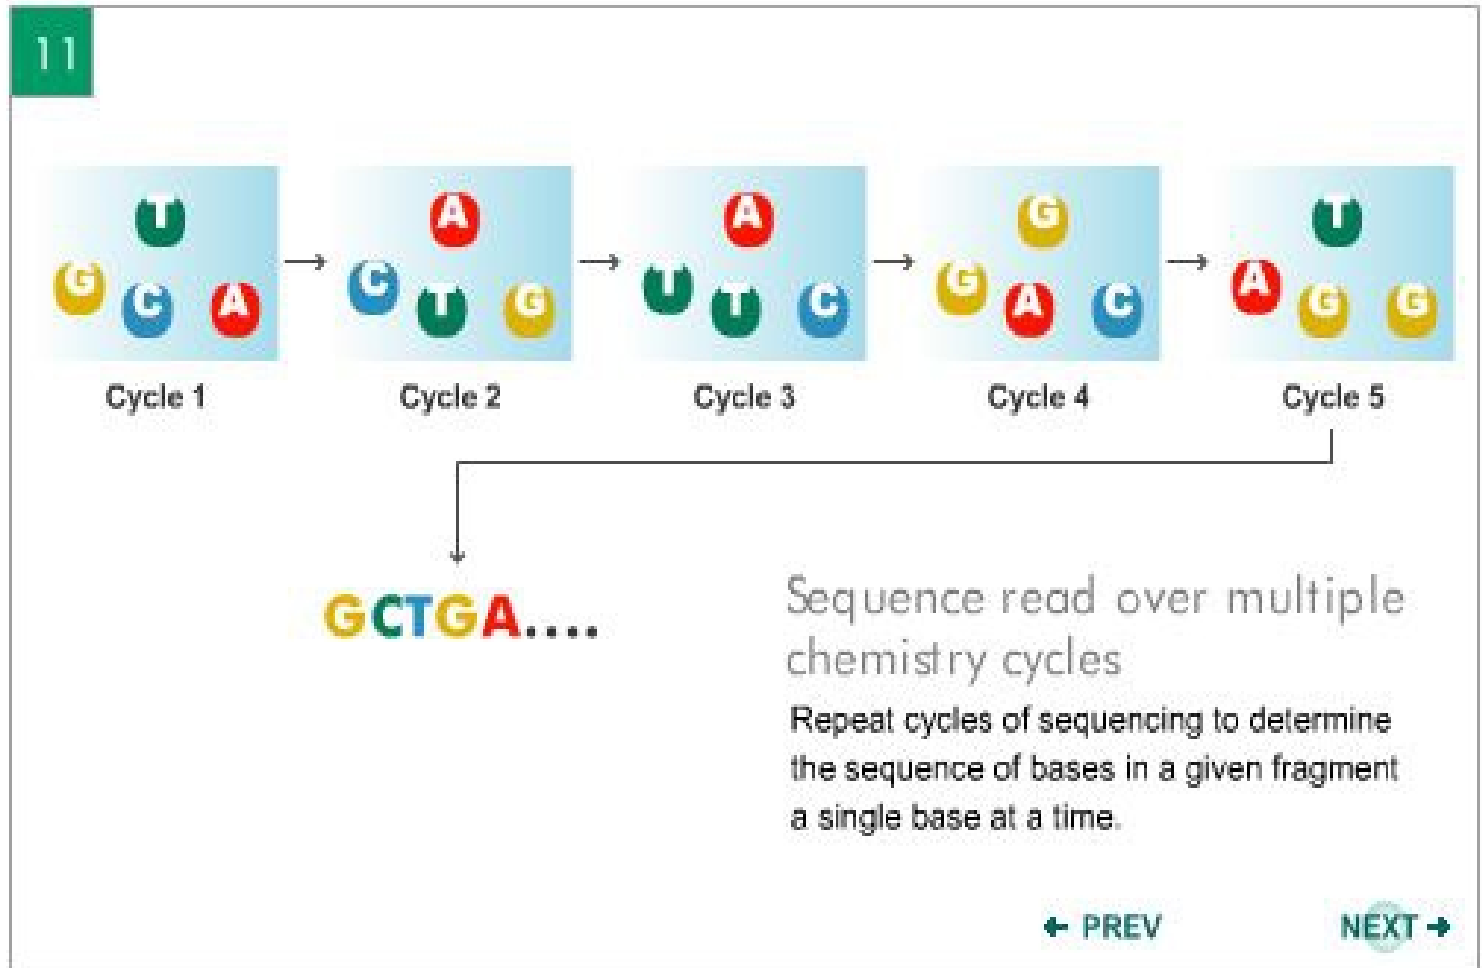 11
T
G C A
Cycle 1
A
C T G
Cycle 2
A
T T C
Cycle 3
G
G A C
Cycle 4
T
A G G
Cycle 5
GCTGA....
Sequence read over multiple
chemistry cycles
Repeat cycles of sequencing to determine
the sequence of bases in a given fragment
a single base at a time.
PREV
NEXT